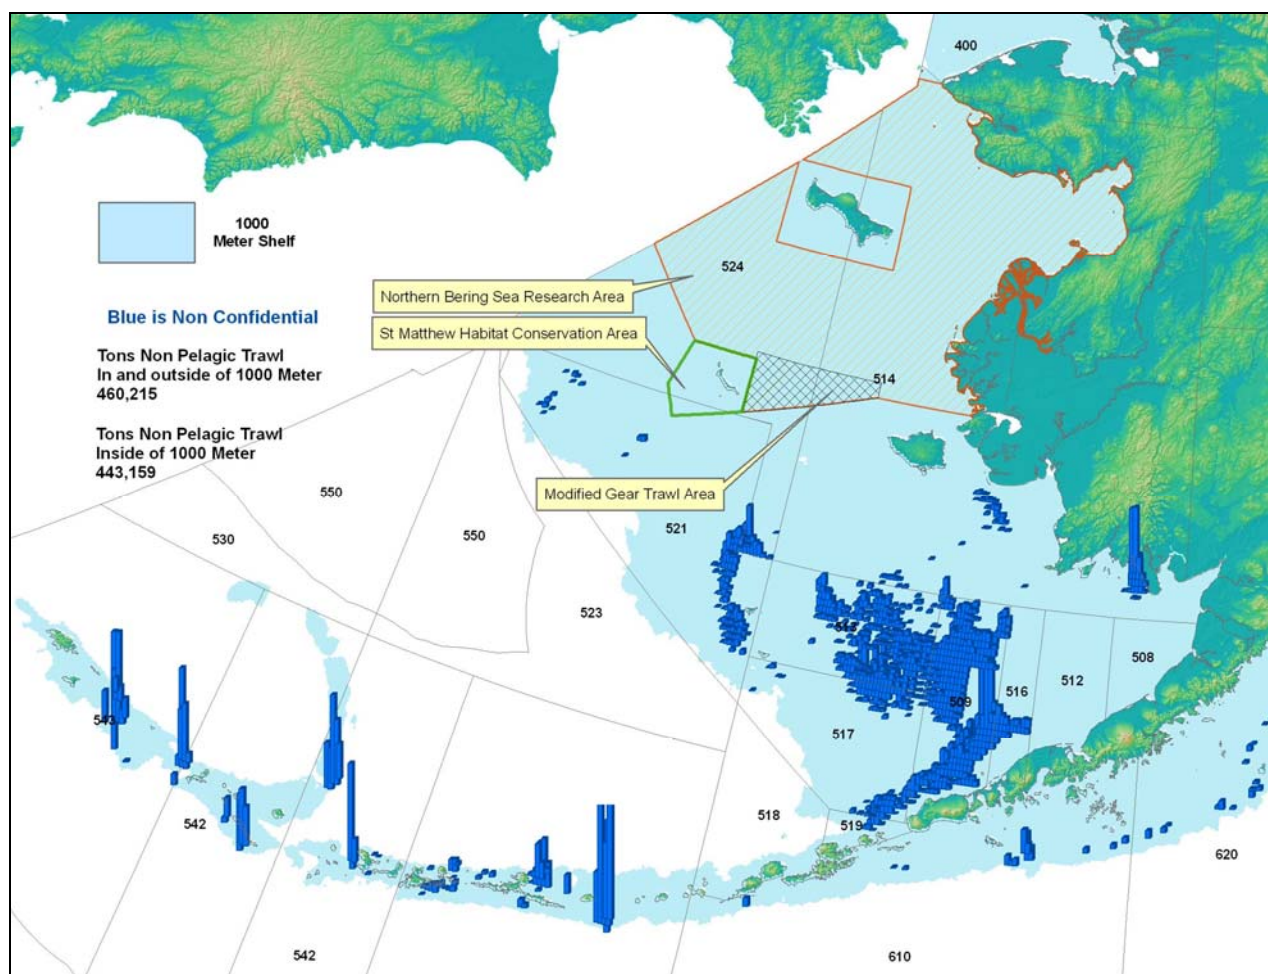 400
1000
Meter Shelf
524
Northern Bering Sea Research Area
Blue is Non Confidential
St Matthew Habitat Conservation Area
Tons Non Pelagic Trawl
In and outside of 1000 Meter
460,215
514
Tons Non Pelagic Trawl
Inside of 1000 Meter
443,159
Modified Gear Trawl Area
550
521
530
550
523
513
508
512
516
509
543
517
518
519
542
620
542
610